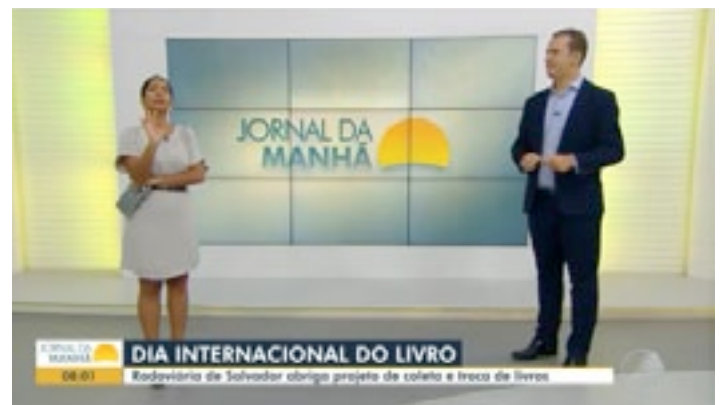 JORNAL DA
MANHÃ
JORNAL DA
MANHÃ
DIA INTERNACIONAL DO LIVRO
08:01
Rodoviária de Salvador abriga projeto de coleta e troca de livros